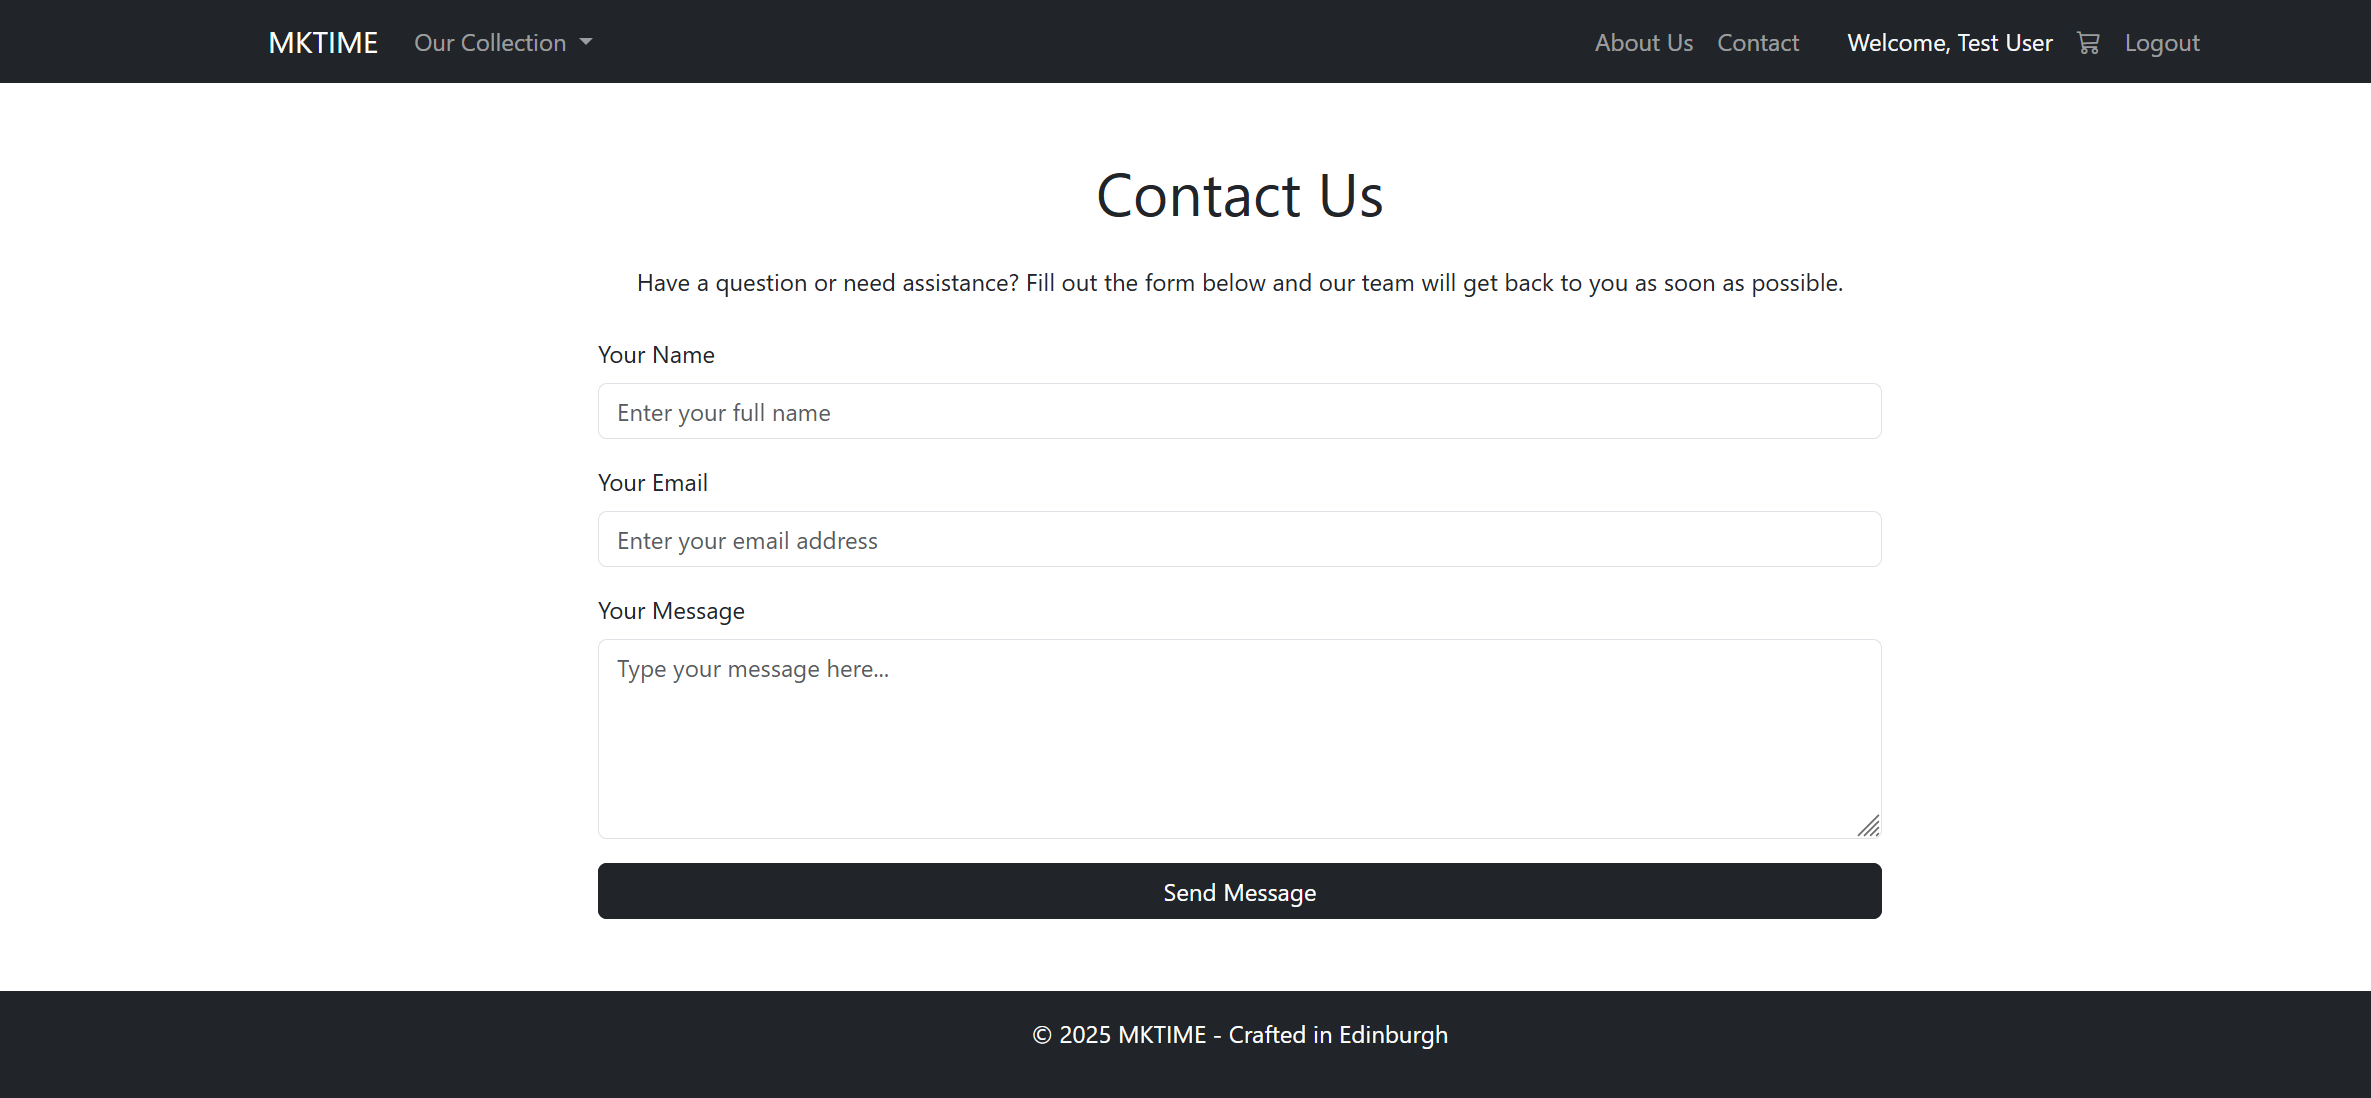 MKTIME Our Collection About Us Contact Welcome, Test User Logout
Contact Us
Have a question or need assistance? Fill out the form below and our team will get back to you as soon as possible.
Your Name
Enter your full name
Your Email
Enter your email address
Your Message
Type your message here...
Send Message
© 2025 MKTIME - Crafted in Edinburgh